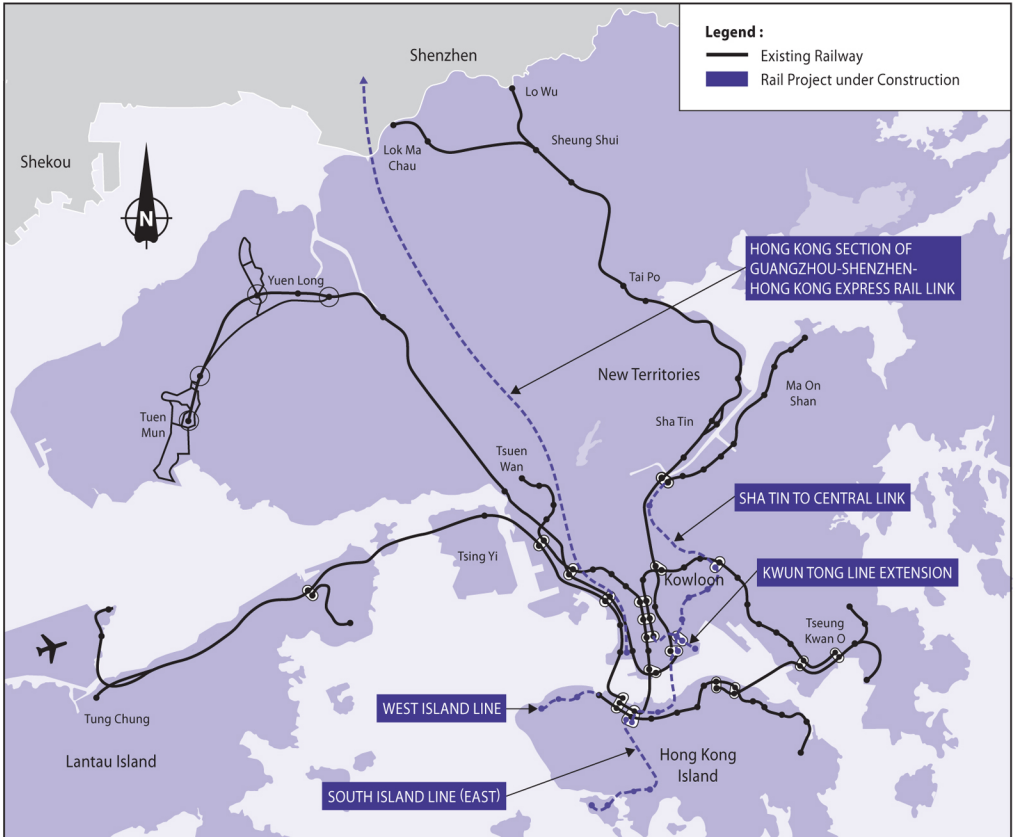 Legend :
Existing Railway
Rail Project under Construction
Shenzhen
Lo Wu
Shekou
Lok Ma
Chau
Sheung Shui
N
HONG KONG SECTION OF
GUANGZHOU-SHENZHEN-
HONG KONG EXPRESS RAIL LINK
Yuen Long
Tai Po
New Territories
Ma On
Shan
Tuen
Mun
Sha Tin
Tsuen
Wan
SHA TIN TO CENTRAL LINK
Tsing Yi
Kowloon
KWUN TONG LINE EXTENSION
Tseung
Kwan O
WEST ISLAND LINE
Tung Chung
Lantau Island
Hong Kong
Island
SOUTH ISLAND LINE (EAST)